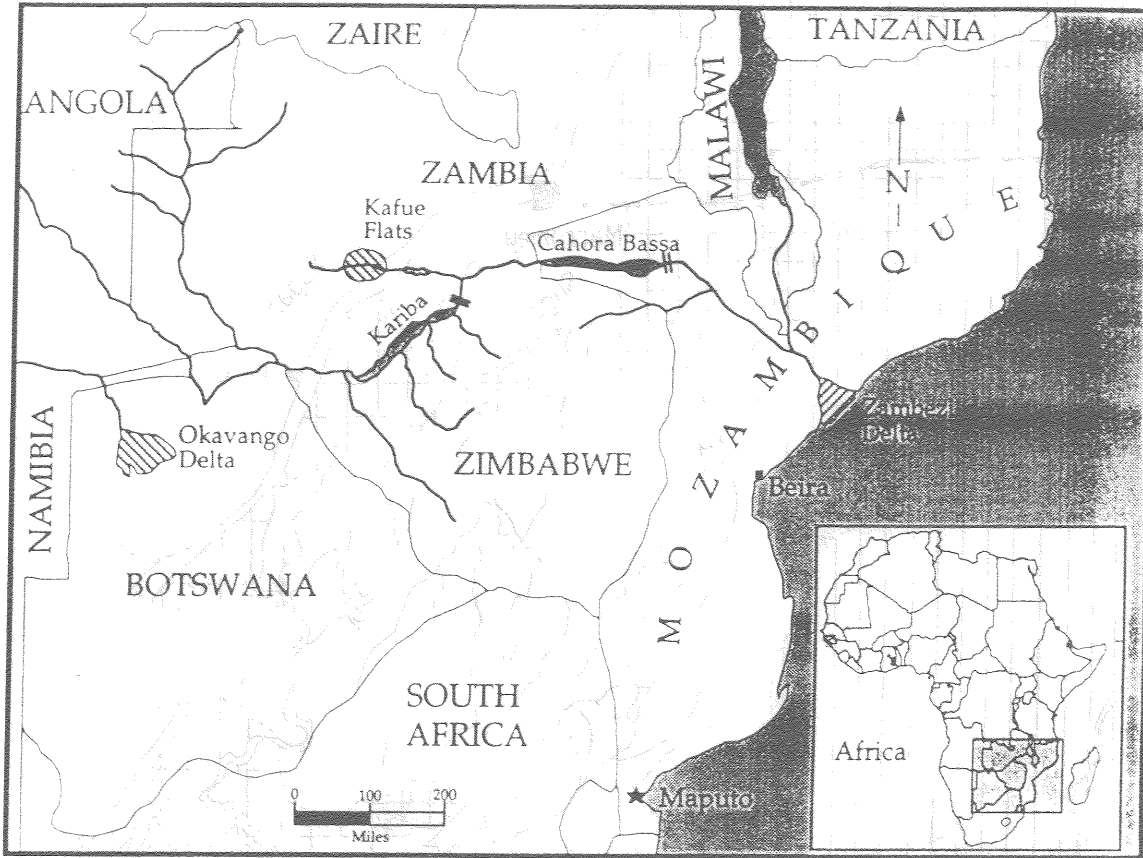 ZAIRE
TANZANIA
ANGOLA
MALAWI
ZAMBIA
N
Kafue
Flats
Cahora Bassa
Kariba
MOZAMBIQUE
Zambezi
Delta
Okavango
Delta
NAMIBIA
ZIMBABWE
Beira
BOTSWANA
SOUTH
AFRICA
Africa
0 100 200
Miles
Maputo